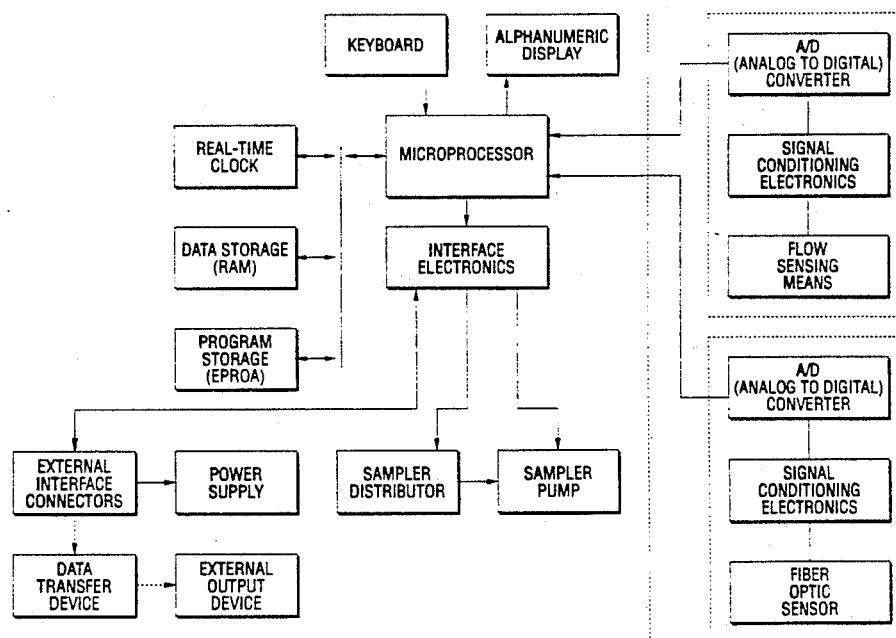 KEYBOARD
ALPHANUMERIC
DISPLAY
A/D
(ANALOG TO DIGITAL)
CONVERTER
REAL-TIME
CLOCK
MICROPROCESSOR
SIGNAL
CONDITIONING
ELECTRONICS
DATA STORAGE
(RAM)
INTERFACE
ELECTRONICS
FLOW
SENSING
MEANS
PROGRAM
STORAGE
(EPROA)
A/D
(ANALOG TO DIGITAL)
CONVERTER
EXTERNAL
INTERFACE
CONNECTORS
POWER
SUPPLY
SAMPLER
DISTRIBUTOR
SAMPLER
PUMP
SIGNAL
CONDITIONING
ELECTRONICS
DATA
TRANSFER
DEVICE
EXTERNAL
OUTPUT
DEVICE
FIBER
OPTIC
SENSOR